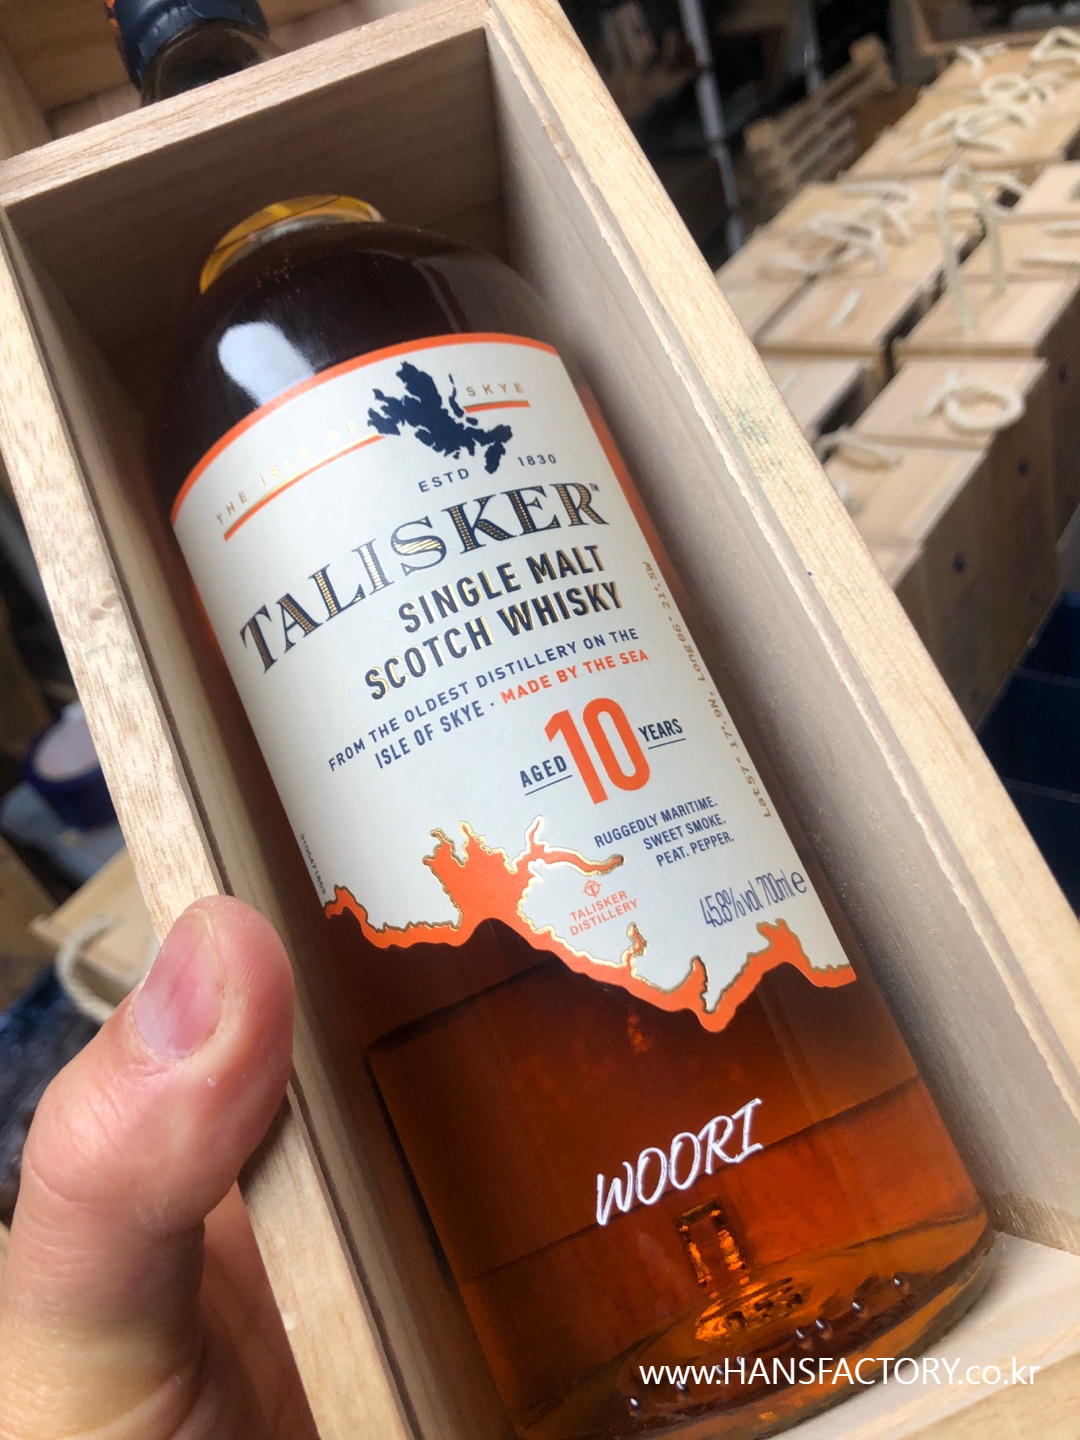 THE ISLE OF SKYE
ESTD 1830
TALISKER™
SINGLE MALT
SCOTCH WHISKY
FROM THE OLDEST DISTILLERY ON THE
ISLE OF SKYE · MADE BY THE SEA
AGED 10 YEARS
RUGGEDLY MARITIME.
SWEET SMOKE.
PEAT. PEPPER.
TALISKER
DISTILLERY
45.8% vol 700ml e
WOORI
www.HANSFACTORY.co.kr